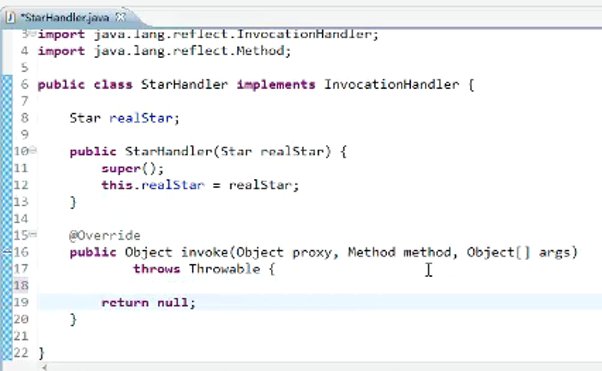 *StarHandler.java
3 import java.lang.reflect.InvocationHandler;
4 import java.lang.reflect.Method;
5
6 public class StarHandler implements InvocationHandler {
7
8 Star realStar;
9
10 public StarHandler(Star realStar) {
11 super();
12 this.realStar = realStar;
13 }
14
15 @Override
16 public Object invoke(Object proxy, Method method, Object[] args)
17 throws Throwable {
18
19 return null;
20 }
21
22 }